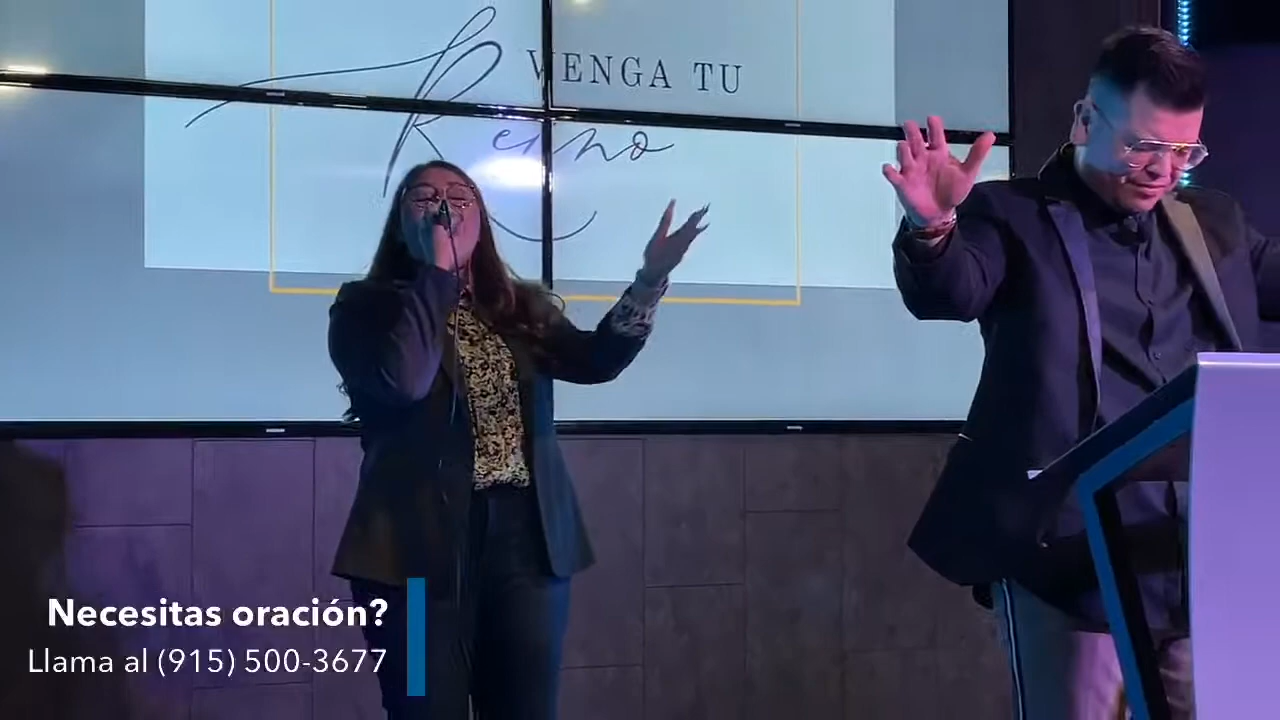 VENGA TU
Reino
Necesitas oración?
Llama al (915) 500-3677